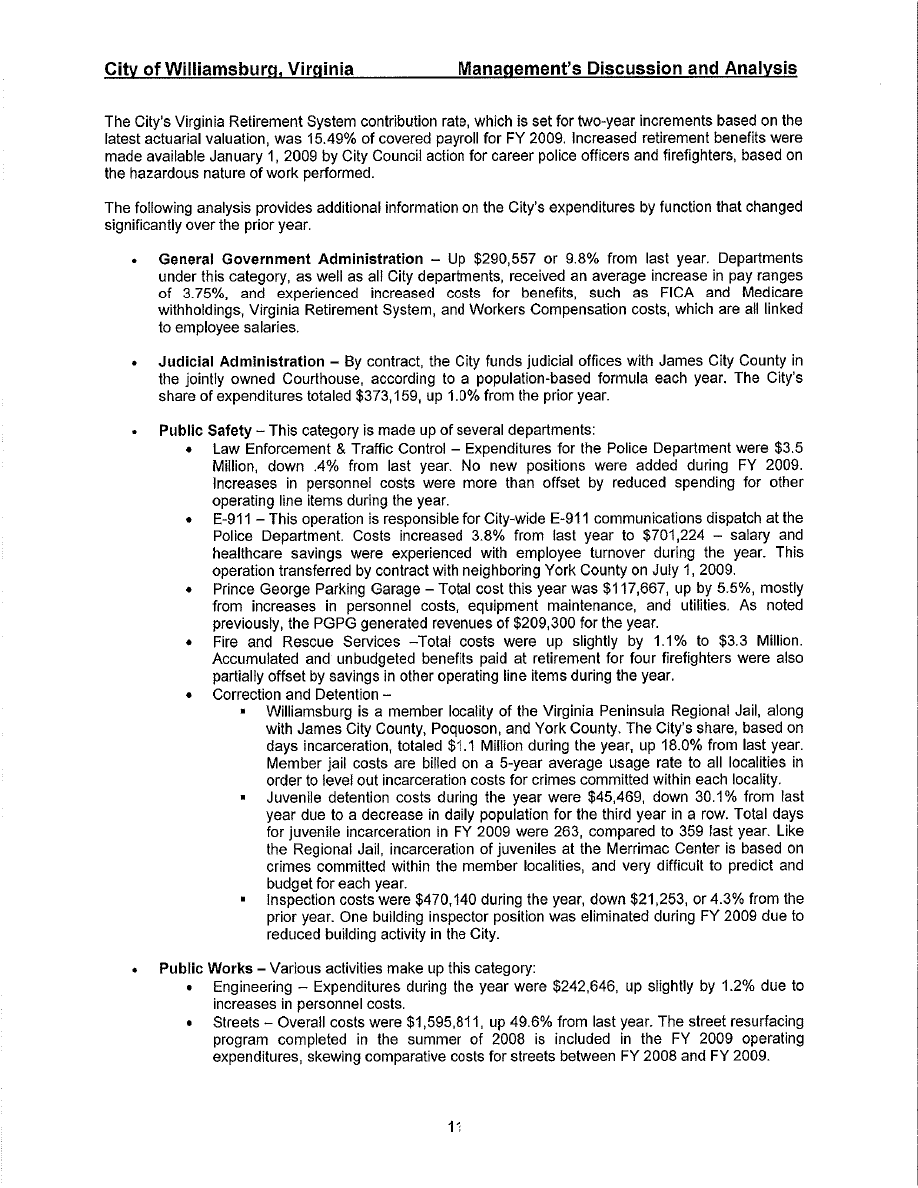 City of Williamsburg, Virginia Management's Discussion and Analysis
The City's Virginia Retirement System contribution rate, which is set for two-year increments based on the
latest actuarial valuation, was 15.49% of covered payroll for FY 2009. Increased retirement benefits were
made available January 1, 2009 by City Council action for career police officers and firefighters, based on
the hazardous nature of work performed.
The following analysis provides additional information on the City's expenditures by function that changed
significantly over the prior year.
• General Government Administration – Up $290,557 or 9.8% from last year. Departments
under this category, as well as all City departments, received an average increase in pay ranges
of 3.75%, and experienced increased costs for benefits, such as FICA and Medicare
withholdings, Virginia Retirement System, and Workers Compensation costs, which are all linked
to employee salaries.
• Judicial Administration – By contract, the City funds judicial offices with James City County in
the jointly owned Courthouse, according to a population-based formula each year. The City's
share of expenditures totaled $373,159, up 1.0% from the prior year.
• Public Safety – This category is made up of several departments:
• Law Enforcement & Traffic Control – Expenditures for the Police Department were $3.5
Million, down .4% from last year. No new positions were added during FY 2009.
Increases in personnel costs were more than offset by reduced spending for other
operating line items during the year.
• E-911 – This operation is responsible for City-wide E-911 communications dispatch at the
Police Department. Costs increased 3.8% from last year to $701,224 – salary and
healthcare savings were experienced with employee turnover during the year. This
operation transferred by contract with neighboring York County on July 1, 2009.
• Prince George Parking Garage – Total cost this year was $117,667, up by 5.5%, mostly
from increases in personnel costs, equipment maintenance, and utilities. As noted
previously, the PGPG generated revenues of $209,300 for the year.
• Fire and Rescue Services –Total costs were up slightly by 1.1% to $3.3 Million.
Accumulated and unbudgeted benefits paid at retirement for four firefighters were also
partially offset by savings in other operating line items during the year.
• Correction and Detention –
▪ Williamsburg is a member locality of the Virginia Peninsula Regional Jail, along
with James City County, Poquoson, and York County. The City's share, based on
days incarceration, totaled $1.1 Million during the year, up 18.0% from last year.
Member jail costs are billed on a 5-year average usage rate to all localities in
order to level out incarceration costs for crimes committed within each locality.
▪ Juvenile detention costs during the year were $45,469, down 30.1% from last
year due to a decrease in daily population for the third year in a row. Total days
for juvenile incarceration in FY 2009 were 263, compared to 359 last year. Like
the Regional Jail, incarceration of juveniles at the Merrimac Center is based on
crimes committed within the member localities, and very difficult to predict and
budget for each year.
▪ Inspection costs were $470,140 during the year, down $21,253, or 4.3% from the
prior year. One building inspector position was eliminated during FY 2009 due to
reduced building activity in the City.
• Public Works – Various activities make up this category:
• Engineering – Expenditures during the year were $242,646, up slightly by 1.2% due to
increases in personnel costs.
• Streets – Overall costs were $1,595,811, up 49.6% from last year. The street resurfacing
program completed in the summer of 2008 is included in the FY 2009 operating
expenditures, skewing comparative costs for streets between FY 2008 and FY 2009.
11